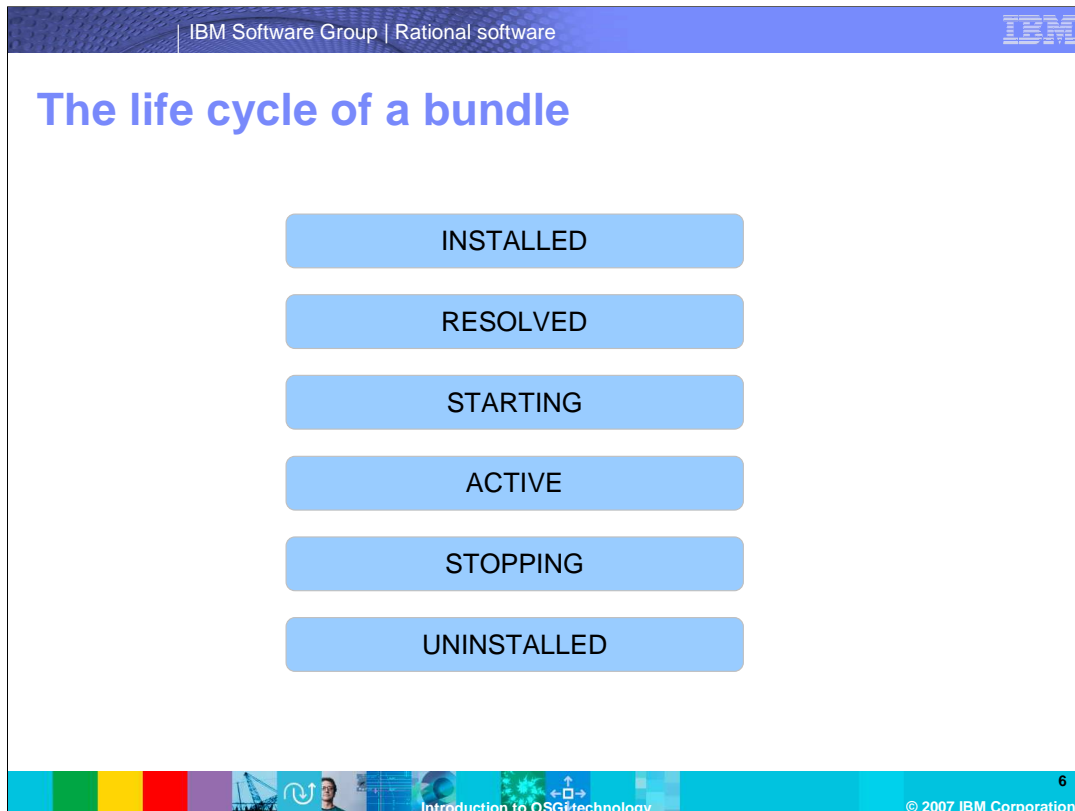 IBM Software Group | Rational software
IBM
The life cycle of a bundle
INSTALLED
RESOLVED
STARTING
ACTIVE
STOPPING
UNINSTALLED
6
Introduction to OSGi technology
© 2007 IBM Corporation